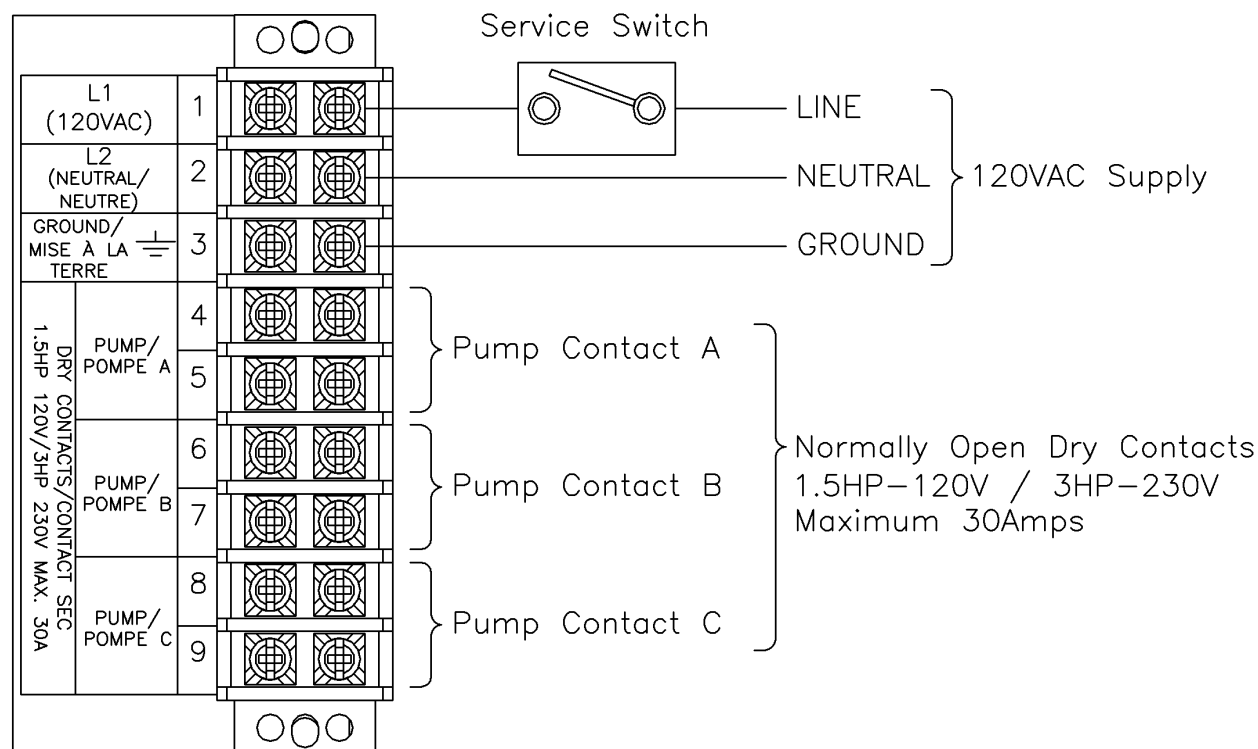 Service Switch
L1
(120VAC)
1
LINE
L2
(NEUTRAL/
NEUTRE)
2
NEUTRAL
120VAC Supply
GROUND/
MISE À LA
TERRE
3
GROUND
DRY CONTACTS/CONTACT SEC
1.5HP 120V/3HP 230V MAX. 30A
PUMP/
POMPE A
4
5
Pump Contact A
PUMP/
POMPE B
6
7
Pump Contact B
Normally Open Dry Contacts
1.5HP-120V / 3HP-230V
Maximum 30Amps
PUMP/
POMPE C
8
9
Pump Contact C